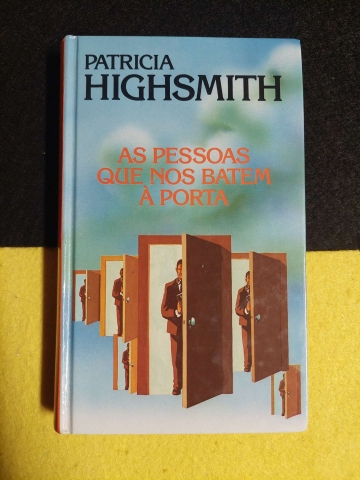 PATRICIA
HIGHSMITH
AS PESSOAS
QUE NOS BATEM
À PORTA